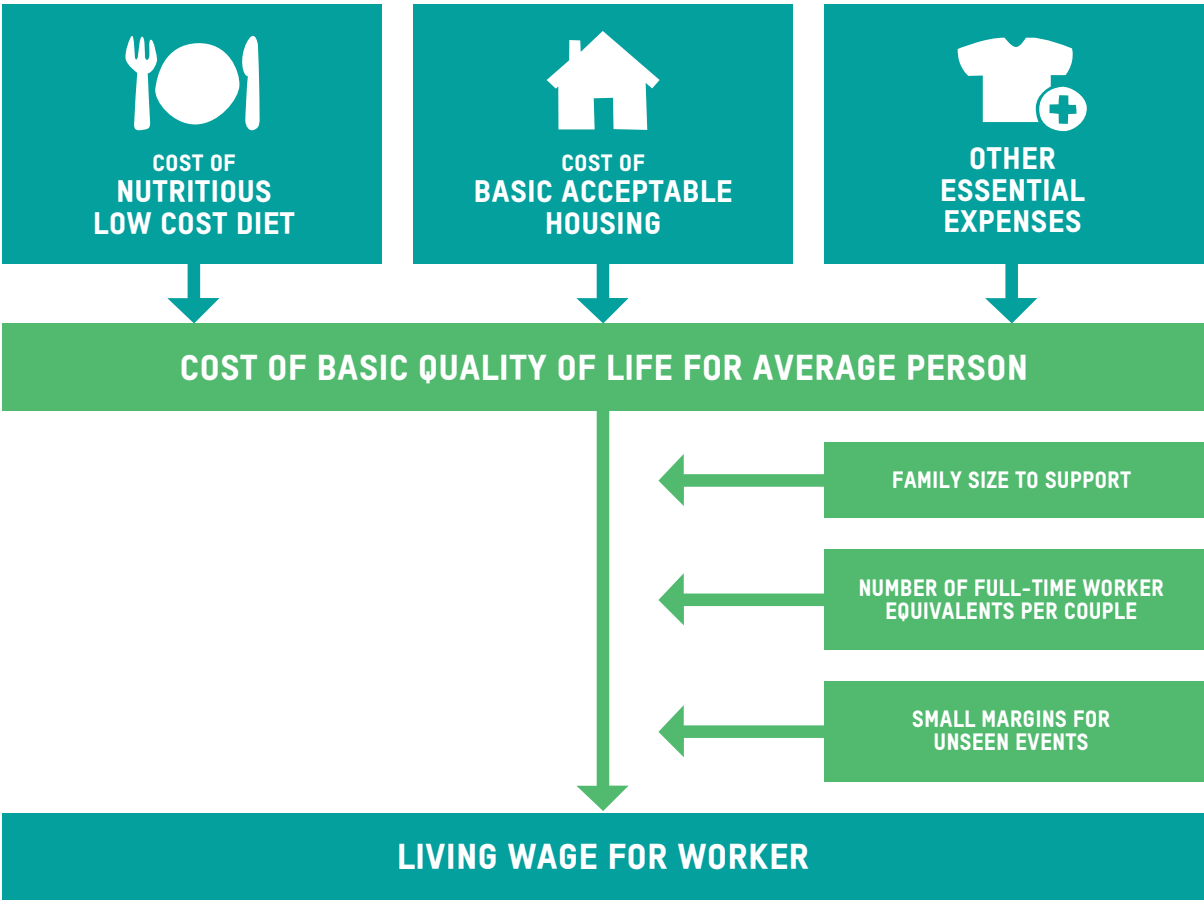 COST OF
NUTRITIOUS
LOW COST DIET
COST OF
BASIC ACCEPTABLE
HOUSING
OTHER
ESSENTIAL
EXPENSES
COST OF BASIC QUALITY OF LIFE FOR AVERAGE PERSON
FAMILY SIZE TO SUPPORT
NUMBER OF FULL-TIME WORKER
EQUIVALENTS PER COUPLE
SMALL MARGINS FOR
UNSEEN EVENTS
LIVING WAGE FOR WORKER